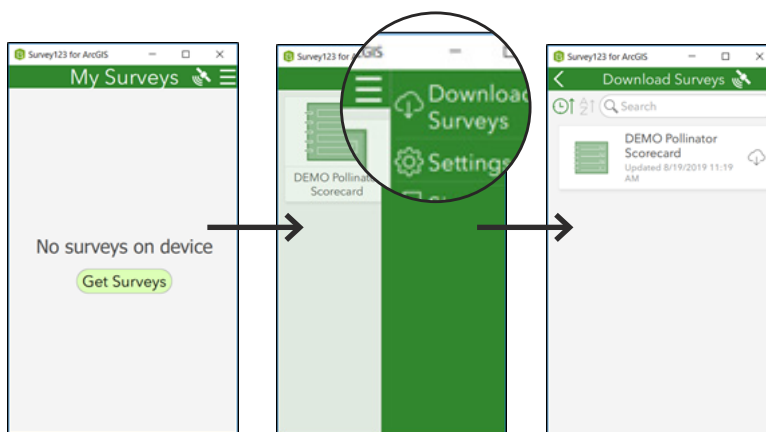 Survey123 for ArcGIS
My Surveys
No surveys on device
Get Surveys
Survey123 for ArcGIS
Download
Surveys
Settings
DEMO Pollinator
Scorecard
Survey123 for ArcGIS
Download Surveys
Search
DEMO Pollinator
Scorecard
Updated 8/19/2019 11:19
AM